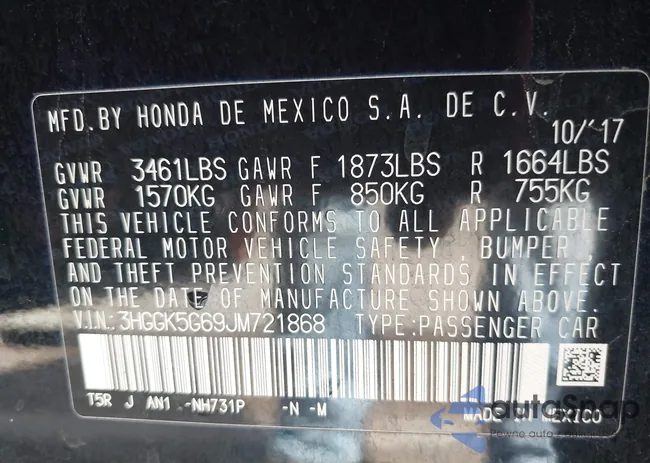 MFD.BY HONDA DE MEXICO S.A. DE C.V.
10/'17
GVWR 3461LBS GAWR F 1873LBS R 1664LBS
GVWR 1570KG GAWR F 850KG R 755KG
THIS VEHICLE CONFORMS TO ALL APPLICABLE
FEDERAL MOTOR VEHICLE SAFETY, BUMPER,
AND THEFT PREVENTION STANDARDS IN EFFECT
ON THE DATE OF MANUFACTURE SHOWN ABOVE.
V.I.N.:3HGGK5G69JM721868 TYPE:PASSENGER CAR
T5R J AN1 -NH731P -N -M
MADE IN MEXICO
autoSnap